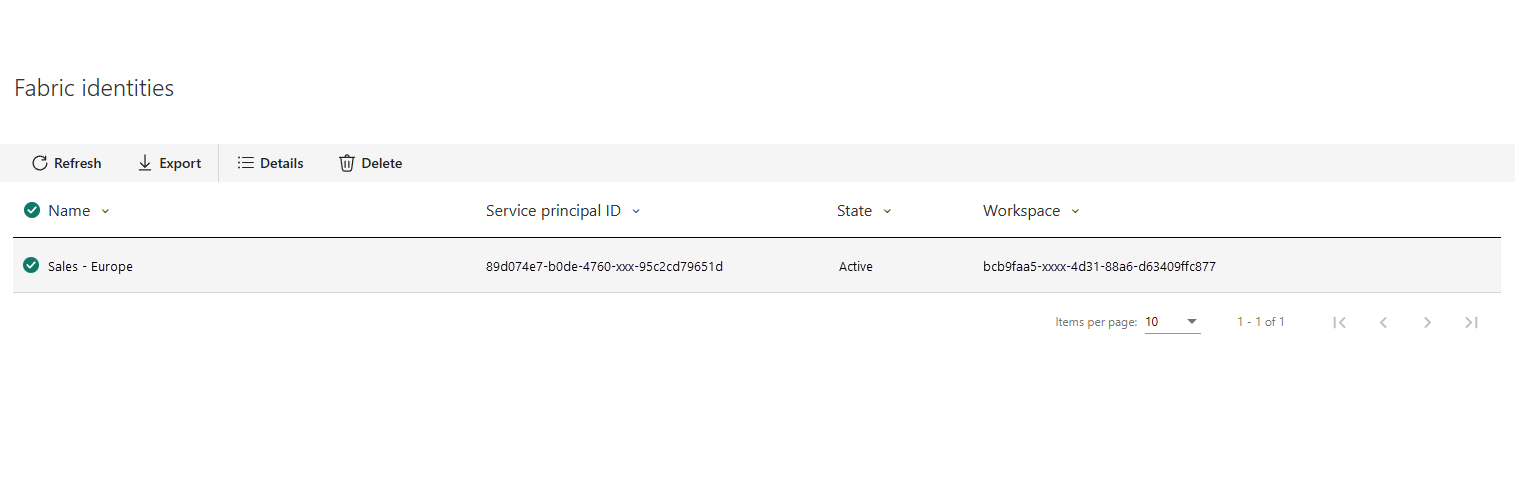 Fabric identities
Refresh Export Details Delete
Name Service principal ID State Workspace
Sales - Europe 89d074e7-b0de-4760-xxx-95c2cd79651d Active bcb9faa5-xxxx-4d31-88a6-d63409ffc877
Items per page: 10 1 - 1 of 1